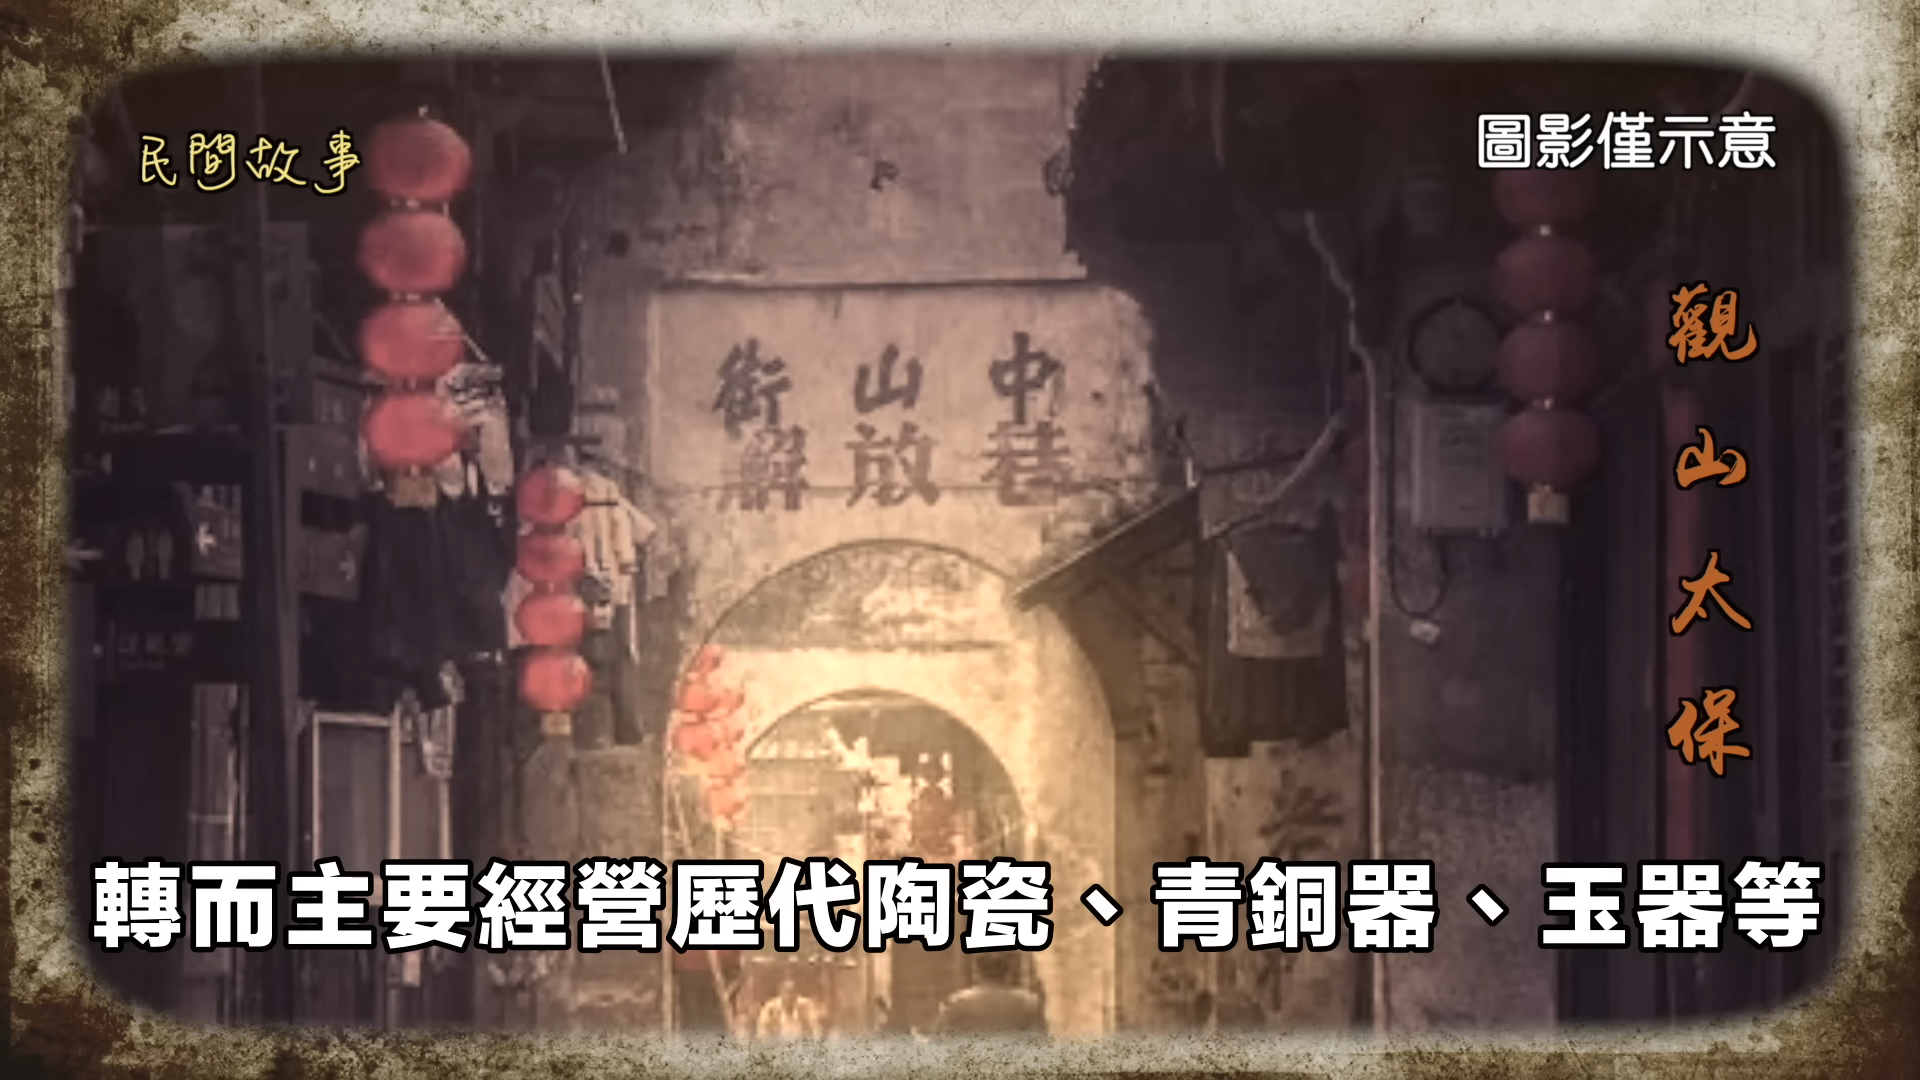 民間故事
圖影僅示意
觀山太保
街山中
解放巷
轉而主要經營歷代陶瓷、青銅器、玉器等